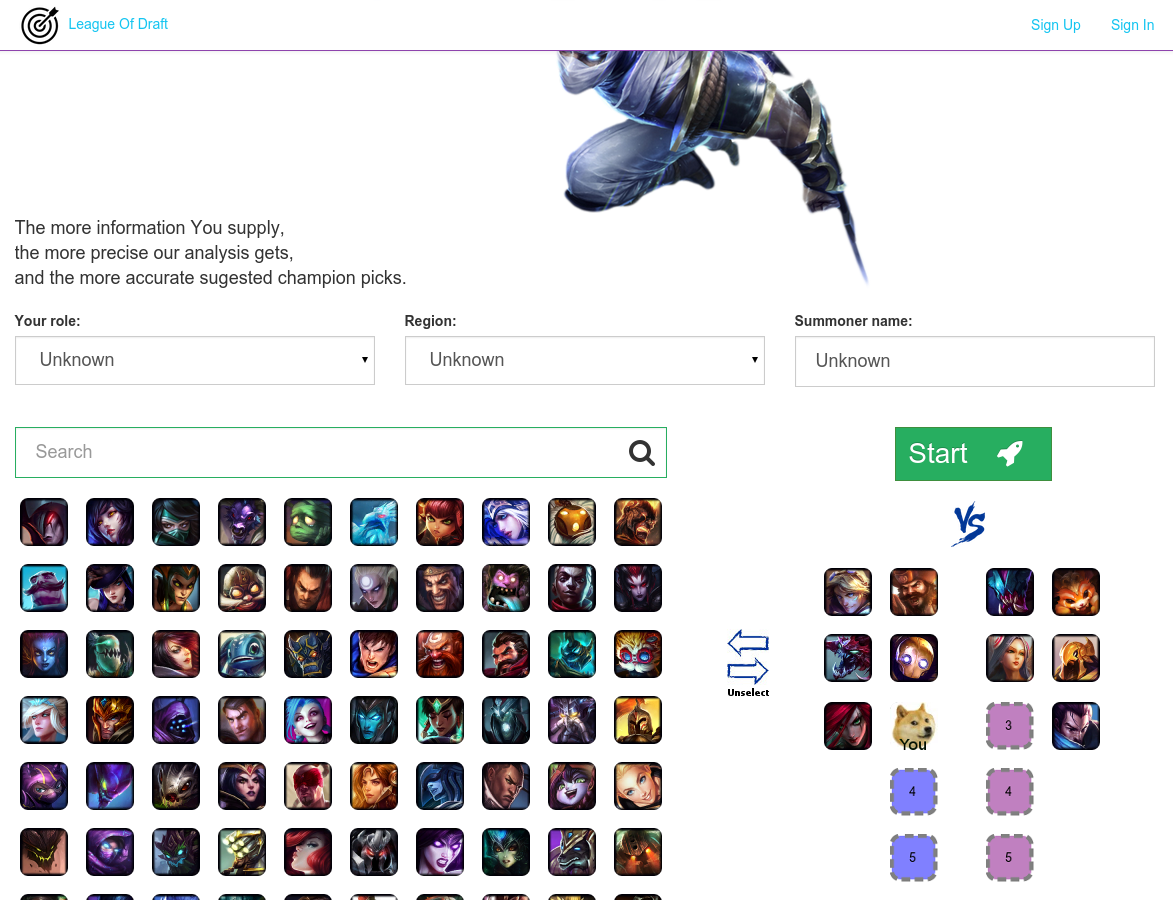 League Of Draft
Sign Up
Sign In
The more information You supply,
the more precise our analysis gets,
and the more accurate sugested champion picks.
Your role:
Region:
Summoner name:
Unknown
Unknown
Unknown
Search
Start
VS
Unselect
You
3
4
4
5
5